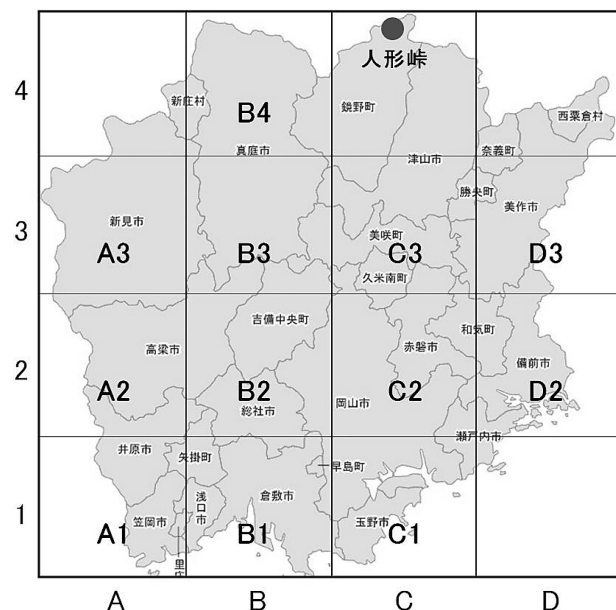 人形峠
4
新庄村
鏡野町
西粟倉村
B4
真庭市
奈義町
津山市
勝央町
美作市
新見市
3
美咲町
A3
B3
C3
D3
久米南町
吉備中央町
和気町
高梁市
赤磐市
備前市
2
A2
B2
C2
D2
総社市
岡山市
瀬戸内市
井原市
矢掛町
早島町
浅口市
倉敷市
笠岡市
玉野市
1
A1
B1
C1
里庄
A
B
C
D